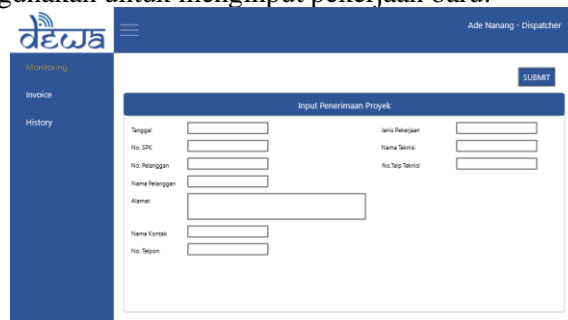 gunakan untuk menginput pekerjaan baru.
dewa
Ade Nanang - Dispatcher
Monitoring
Invoice
History
SUBMIT
Input Penerimaan Proyek
Tanggal
No. SPK
No. Pelanggan
Nama Pelanggan
Alamat
Nama Kontak
No. Telpon
Jenis Pekerjaan
Nama Teknisi
No.Telp Teknisi